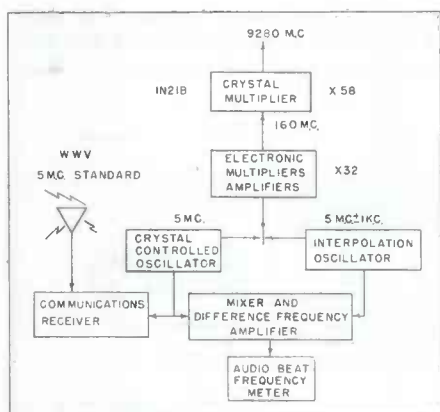 9280 M.C
1N21B
CRYSTAL
MULTIPLIER
X 58
160 M.C.
WWV
5 M.C. STANDARD
ELECTRONIC
MULTIPLIERS
AMPLIFIERS
X32
5 M.C.
5 M.C.± 1K.C.
CRYSTAL
CONTROLLED
OSCILLATOR
INTERPOLATION
OSCILLATOR
COMMUNICATIONS
RECEIVER
MIXER AND
DIFFERENCE FREQUENCY
AMPLIFIER
AUDIO BEAT
FREQUENCY
METER